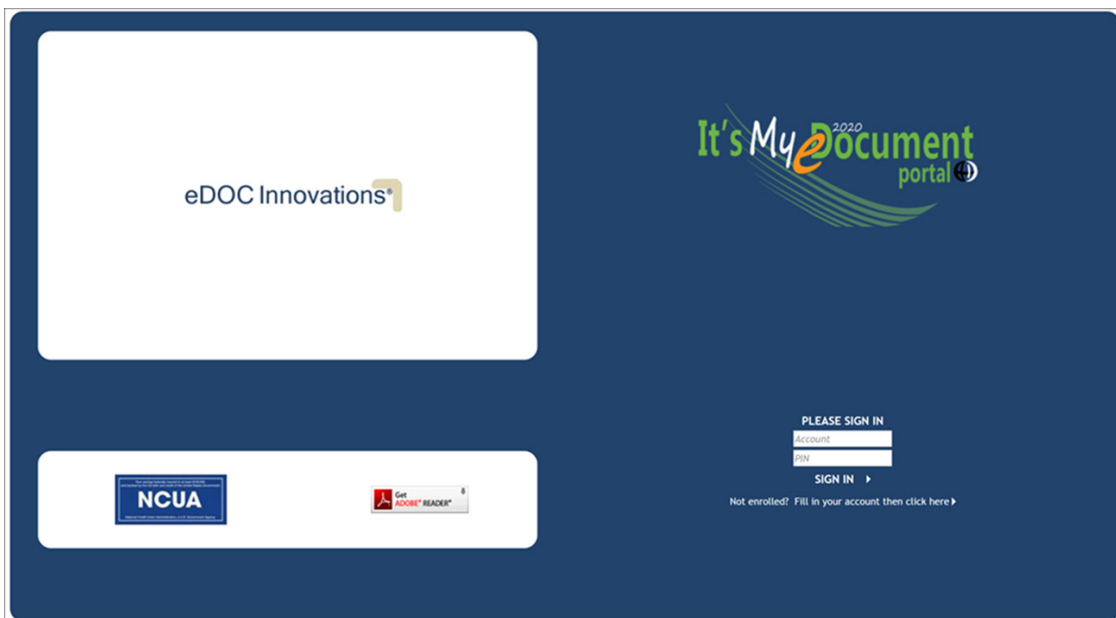 eDOC Innovations®
NCUA
Get
ADOBE® READER®
2020
It's My eDocument
portal
PLEASE SIGN IN
Account
PIN
SIGN IN
Not enrolled? Fill in your account then click here